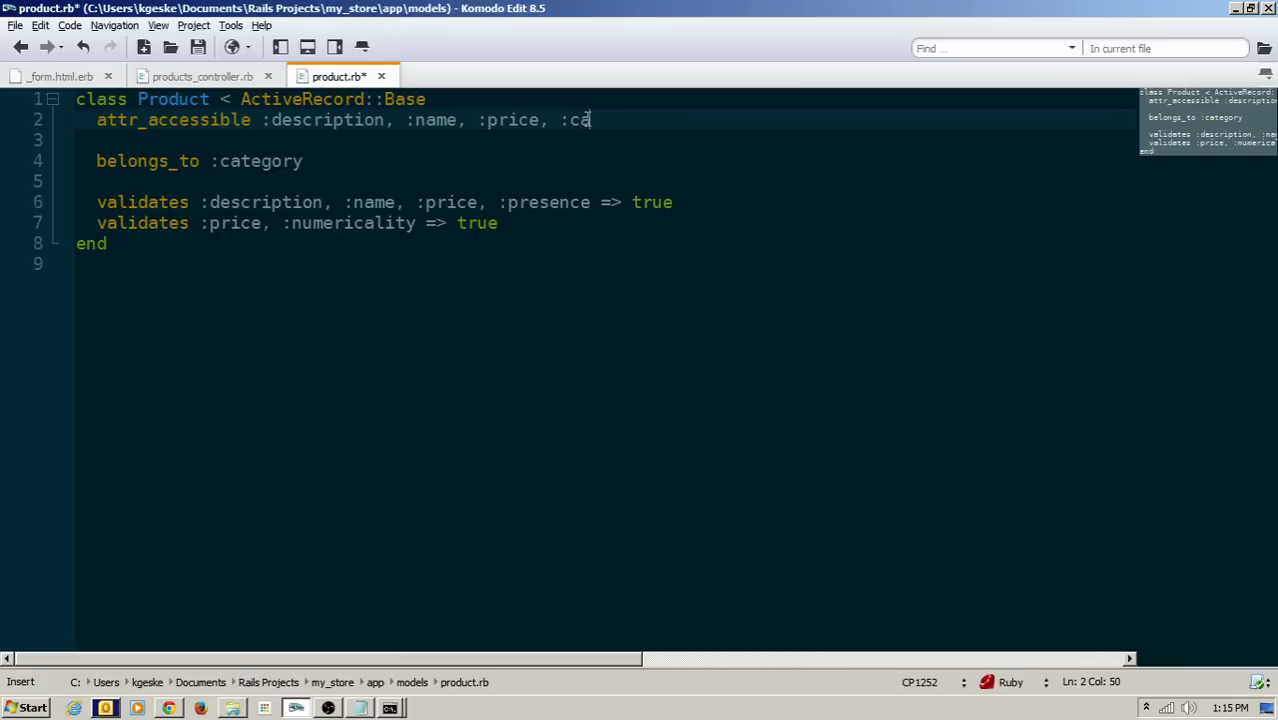 product.rb* (C:\Users\kgeske\Documents\Rails Projects\my_store\app\models) - Komodo Edit 8.5
File Edit Code Navigation View Project Tools Help
Find ... In current file
_form.html.erb products_controller.rb product.rb*
1 class Product < ActiveRecord::Base
2 attr_accessible :description, :name, :price, :ca
3
4 belongs_to :category
5
6 validates :description, :name, :price, :presence => true
7 validates :price, :numericality => true
8 end
9
class Product < ActiveRecord:
attr_accessible :description
belongs_to :category
validates :description, :na
validates :price, :numerical
end
Insert C: Users kgeske Documents Rails Projects my_store app models product.rb CP1252 Ruby Ln: 2 Col: 50
Start 1:15 PM